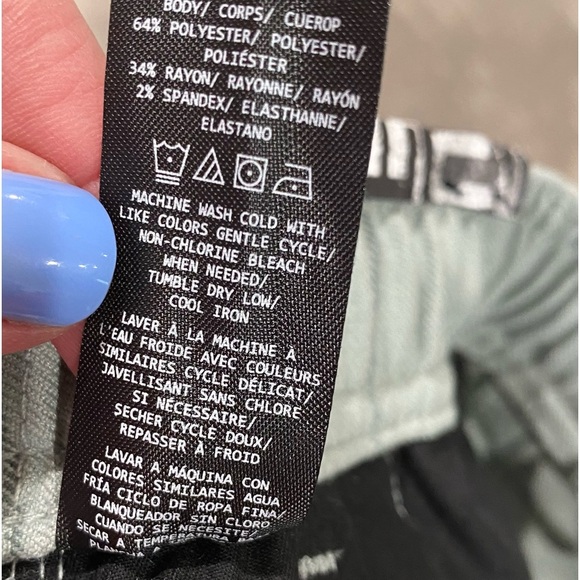 BODY/ CORPS/ CUEROP
64% POLYESTER/ POLYESTER/
POLIÉSTER
34% RAYON/ RAYONNE/ RAYÓN
2% SPANDEX/ ELASTHANNE/
ELASTANO
MACHINE WASH COLD WITH
LIKE COLORS GENTLE CYCLE/
NON-CHLORINE BLEACH
WHEN NEEDED/
TUMBLE DRY LOW/
COOL IRON
LAVER À LA MACHINE À
L'EAU FROIDE AVEC COULEURS
SIMILAIRES CYCLE DÉLICAT/
JAVELLISANT SANS CHLORE
SI NÉCESSAIRE/
SECHER CYCLE DOUX/
REPASSER À FROID
LAVAR A MÁQUINA CON
COLORES SIMILARES AGUA
FRÍA CICLO DE ROPA FINA/
BLANQUEADOR SIN CLORO
CUANDO SE NECESITE/
SECAR A TEMPERATURA